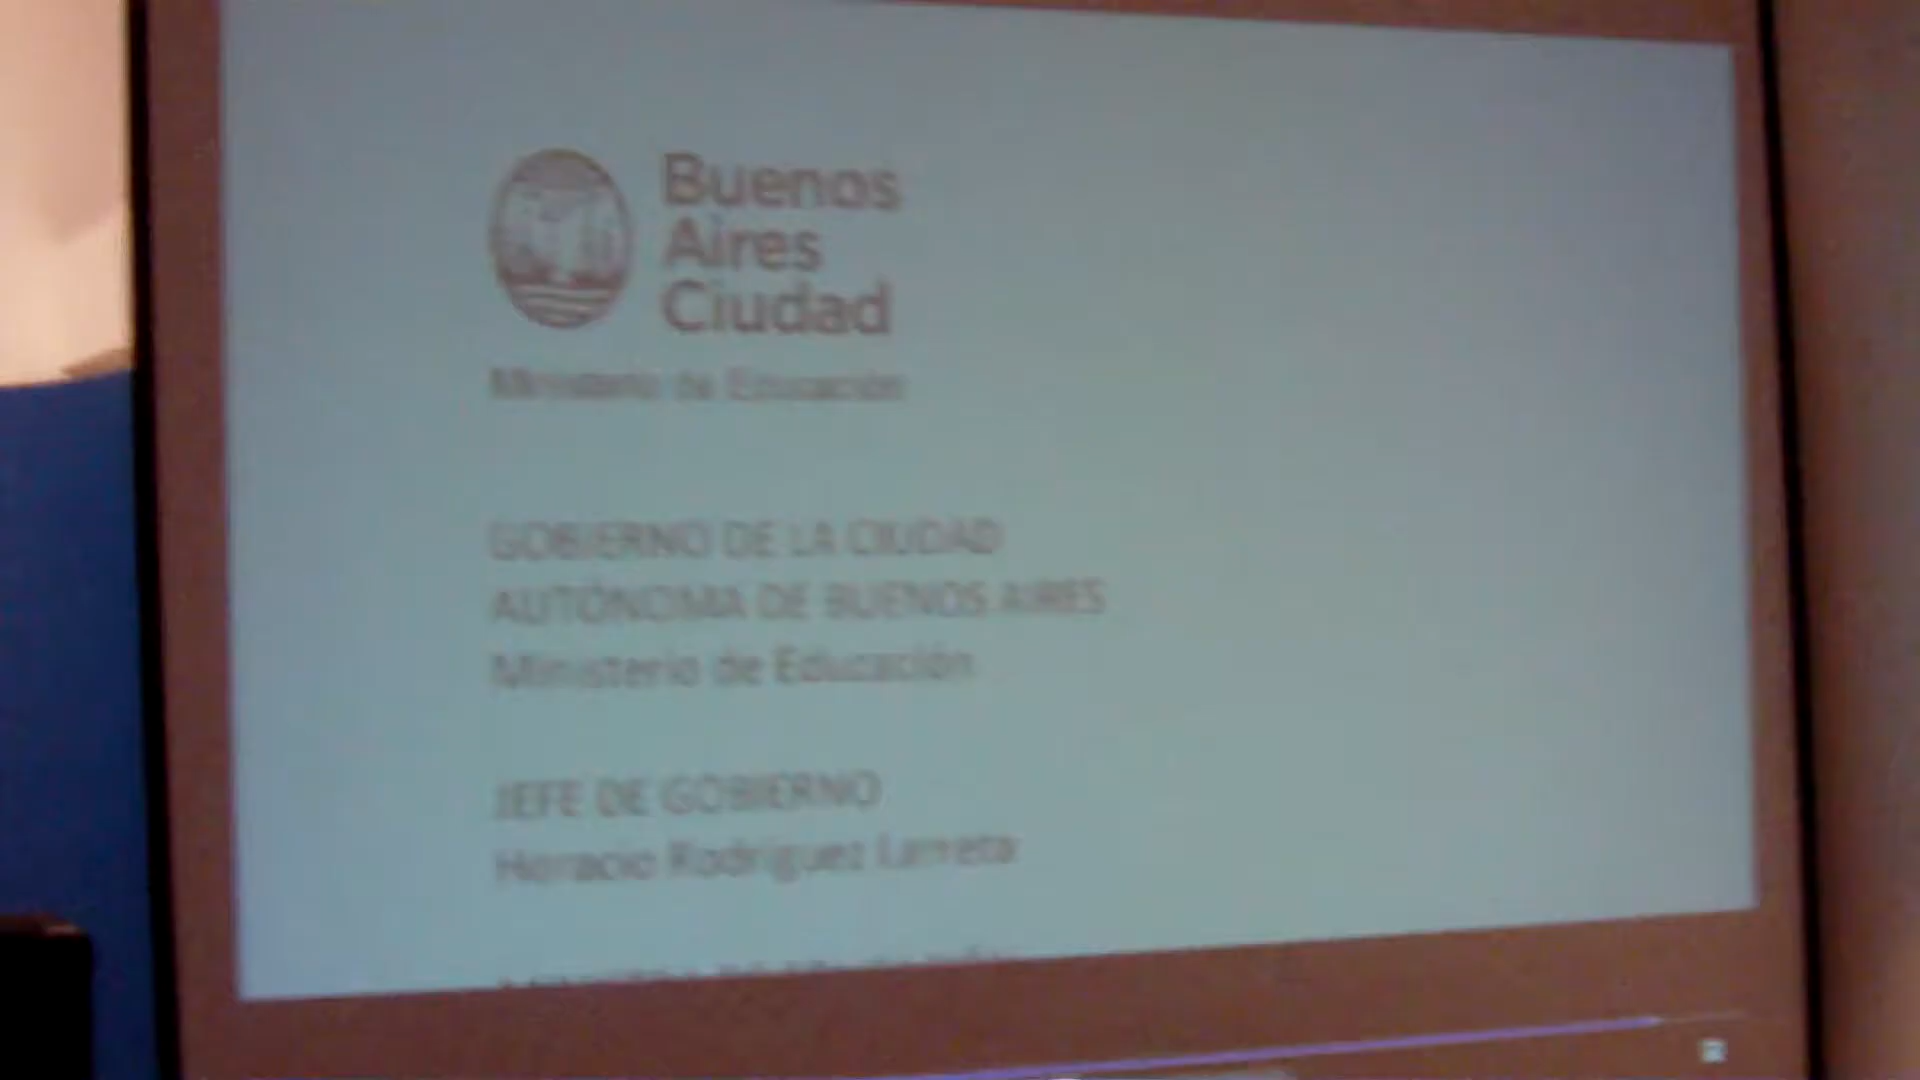 Buenos
Aires
Ciudad
Ministerio de Educación
GOBIERNO DE LA CIUDAD
AUTÓNOMA DE BUENOS AIRES
Ministerio de Educación
JEFE DE GOBIERNO
Horacio Rodríguez Larreta